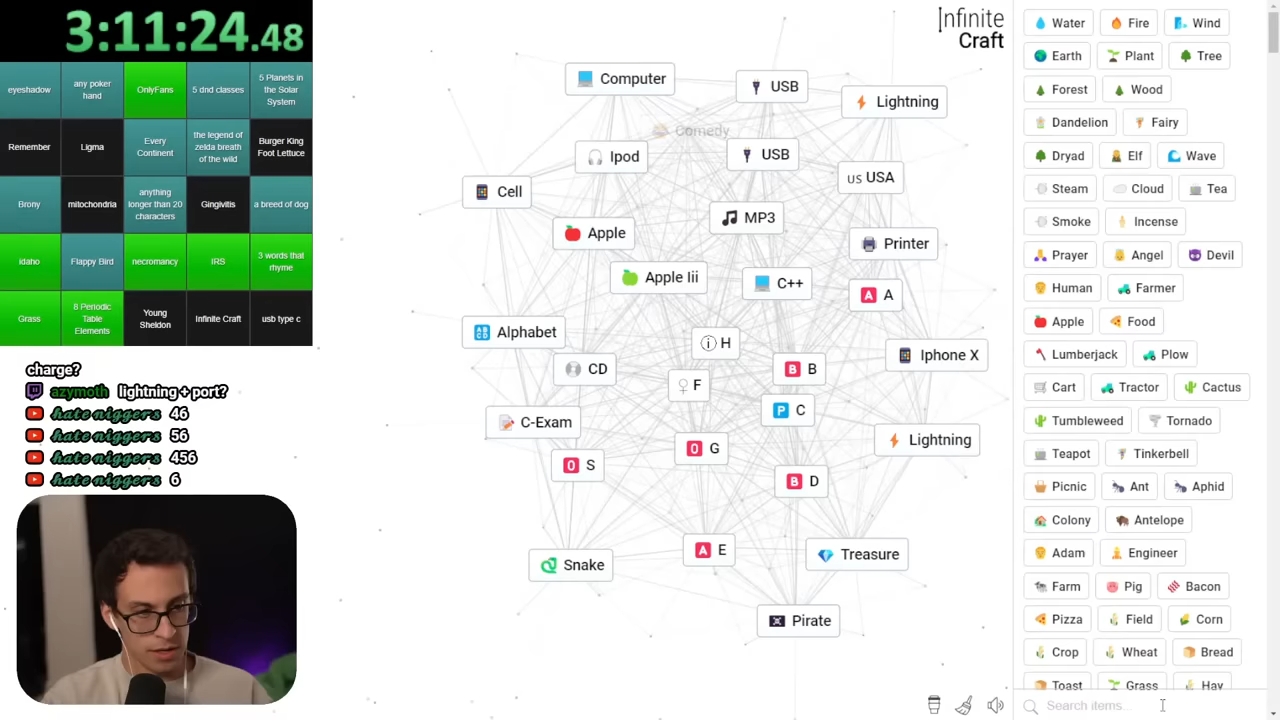 3:11:24.48
eyeshadow
any poker
hand
OnlyFans
5 dnd classes
5 Planets in
the Solar
System
Remember
Ligma
Every
Continent
the legend of
zelda breath
of the wild
Burger King
Foot Lettuce
Brony
mitochondria
anything
longer than 20
characters
Gingivitis
a breed of dog
idaho
Flappy Bird
necromancy
IRS
3 words that
rhyme
Grass
8 Periodic
Table
Elements
Young
Sheldon
Infinite Craft
usb type c
charge?
azymoth lightning + port?
hate niggers 46
hate niggers 56
hate niggers 456
hate niggers 6
Infinite
Craft
Computer
USB
Lightning
Comedy
Ipod
USB
US USA
Cell
MP3
Apple
Printer
Apple Iii
C++
A A
ABCD Alphabet
H
Iphone X
CD
F
B B
P C
C-Exam
Lightning
O G
O S
B D
A E
Treasure
Snake
Pirate
Water
Fire
Wind
Earth
Plant
Tree
Forest
Wood
Dandelion
Fairy
Dryad
Elf
Wave
Steam
Cloud
Tea
Smoke
Incense
Prayer
Angel
Devil
Human
Farmer
Apple
Food
Lumberjack
Plow
Cart
Tractor
Cactus
Tumbleweed
Tornado
Teapot
Tinkerbell
Picnic
Ant
Aphid
Colony
Antelope
Adam
Engineer
Farm
Pig
Bacon
Pizza
Field
Corn
Crop
Wheat
Bread
Toast
Grass
Hay
Search items...